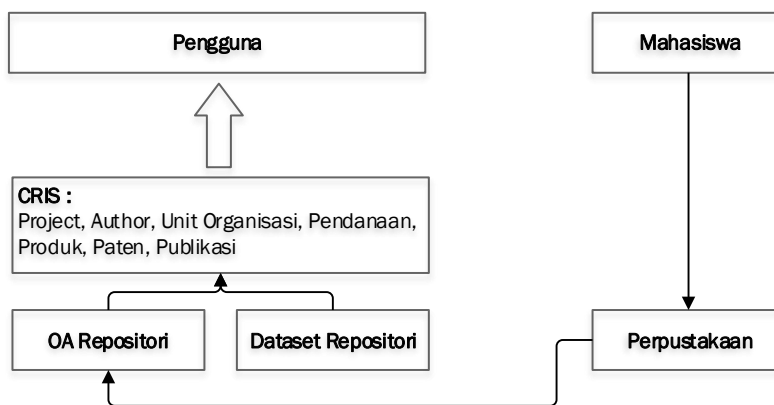 Pengguna
Mahasiswa
CRIS :
Project, Author, Unit Organisasi, Pendanaan,
Produk, Paten, Publikasi
OA Repositori
Dataset Repositori
Perpustakaan